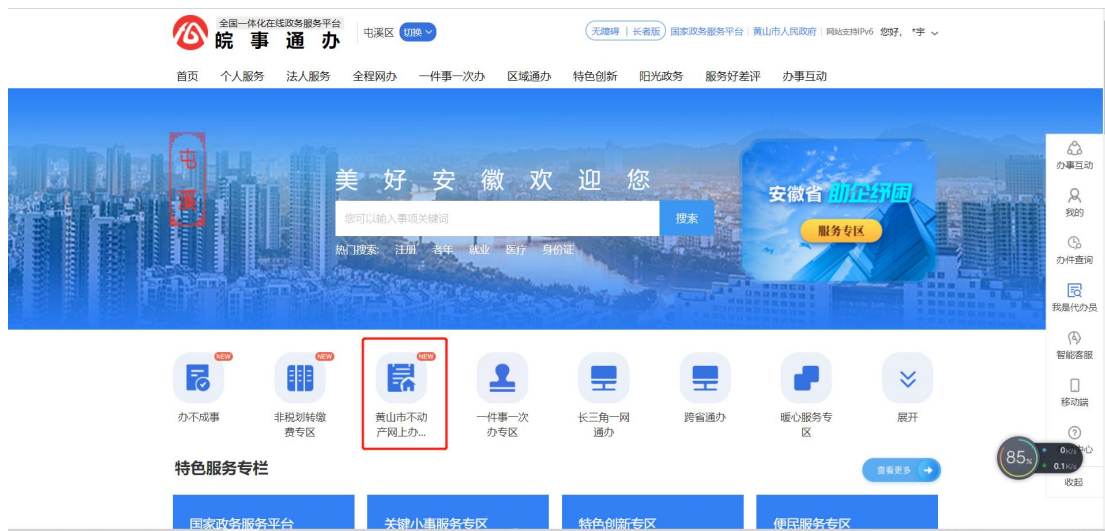 全国一体化在线政务服务平台
皖事通办
屯溪区 切换
无障碍 | 长者版 国家政务服务平台 | 黄山市人民政府 | 网站支持IPv6 您好， *宇
首页 个人服务 法人服务 全程网办 一件事一次办 区域通办 特色创新 阳光政务 服务好差评 办事互动
屯溪
美好安徽欢迎您
您可以输入事项关键词 搜索
热门搜索: 注册 老年 就业 医疗 身份证
安徽省 助企纾困
服务专区
办事互动
我的
办件查询
我是代办员
智能客服
移动端
心
收起
85%
0K/s
0.1K/s
NEW NEW NEW
办不成事
非税划转缴
费专区
黄山市不动
产网上办...
一件事一次
办专区
长三角一网
通办
跨省通办
暖心服务专
区
展开
特色服务专栏
查看更多
国家政务服务平台 关键小事服务专区 特色创新专区 便民服务专区